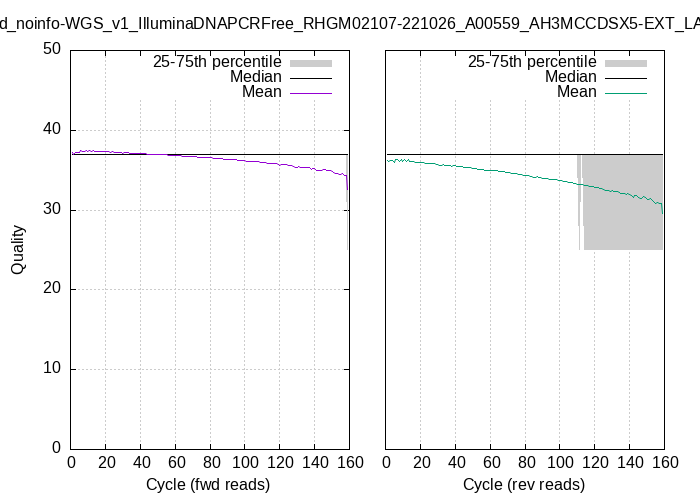 d_noinfo-WGS_v1_IlluminaDNAPCRFree_RHGM02107-221026_A00559_AH3MCCDSX5-EXT_LA
25-75th percentile
Median
Mean
25-75th percentile
Median
Mean
Quality
50
40
30
20
10
0
0 20 40 60 80 100 120 140 160
0 20 40 60 80 100 120 140 160
Cycle (fwd reads)
Cycle (rev reads)